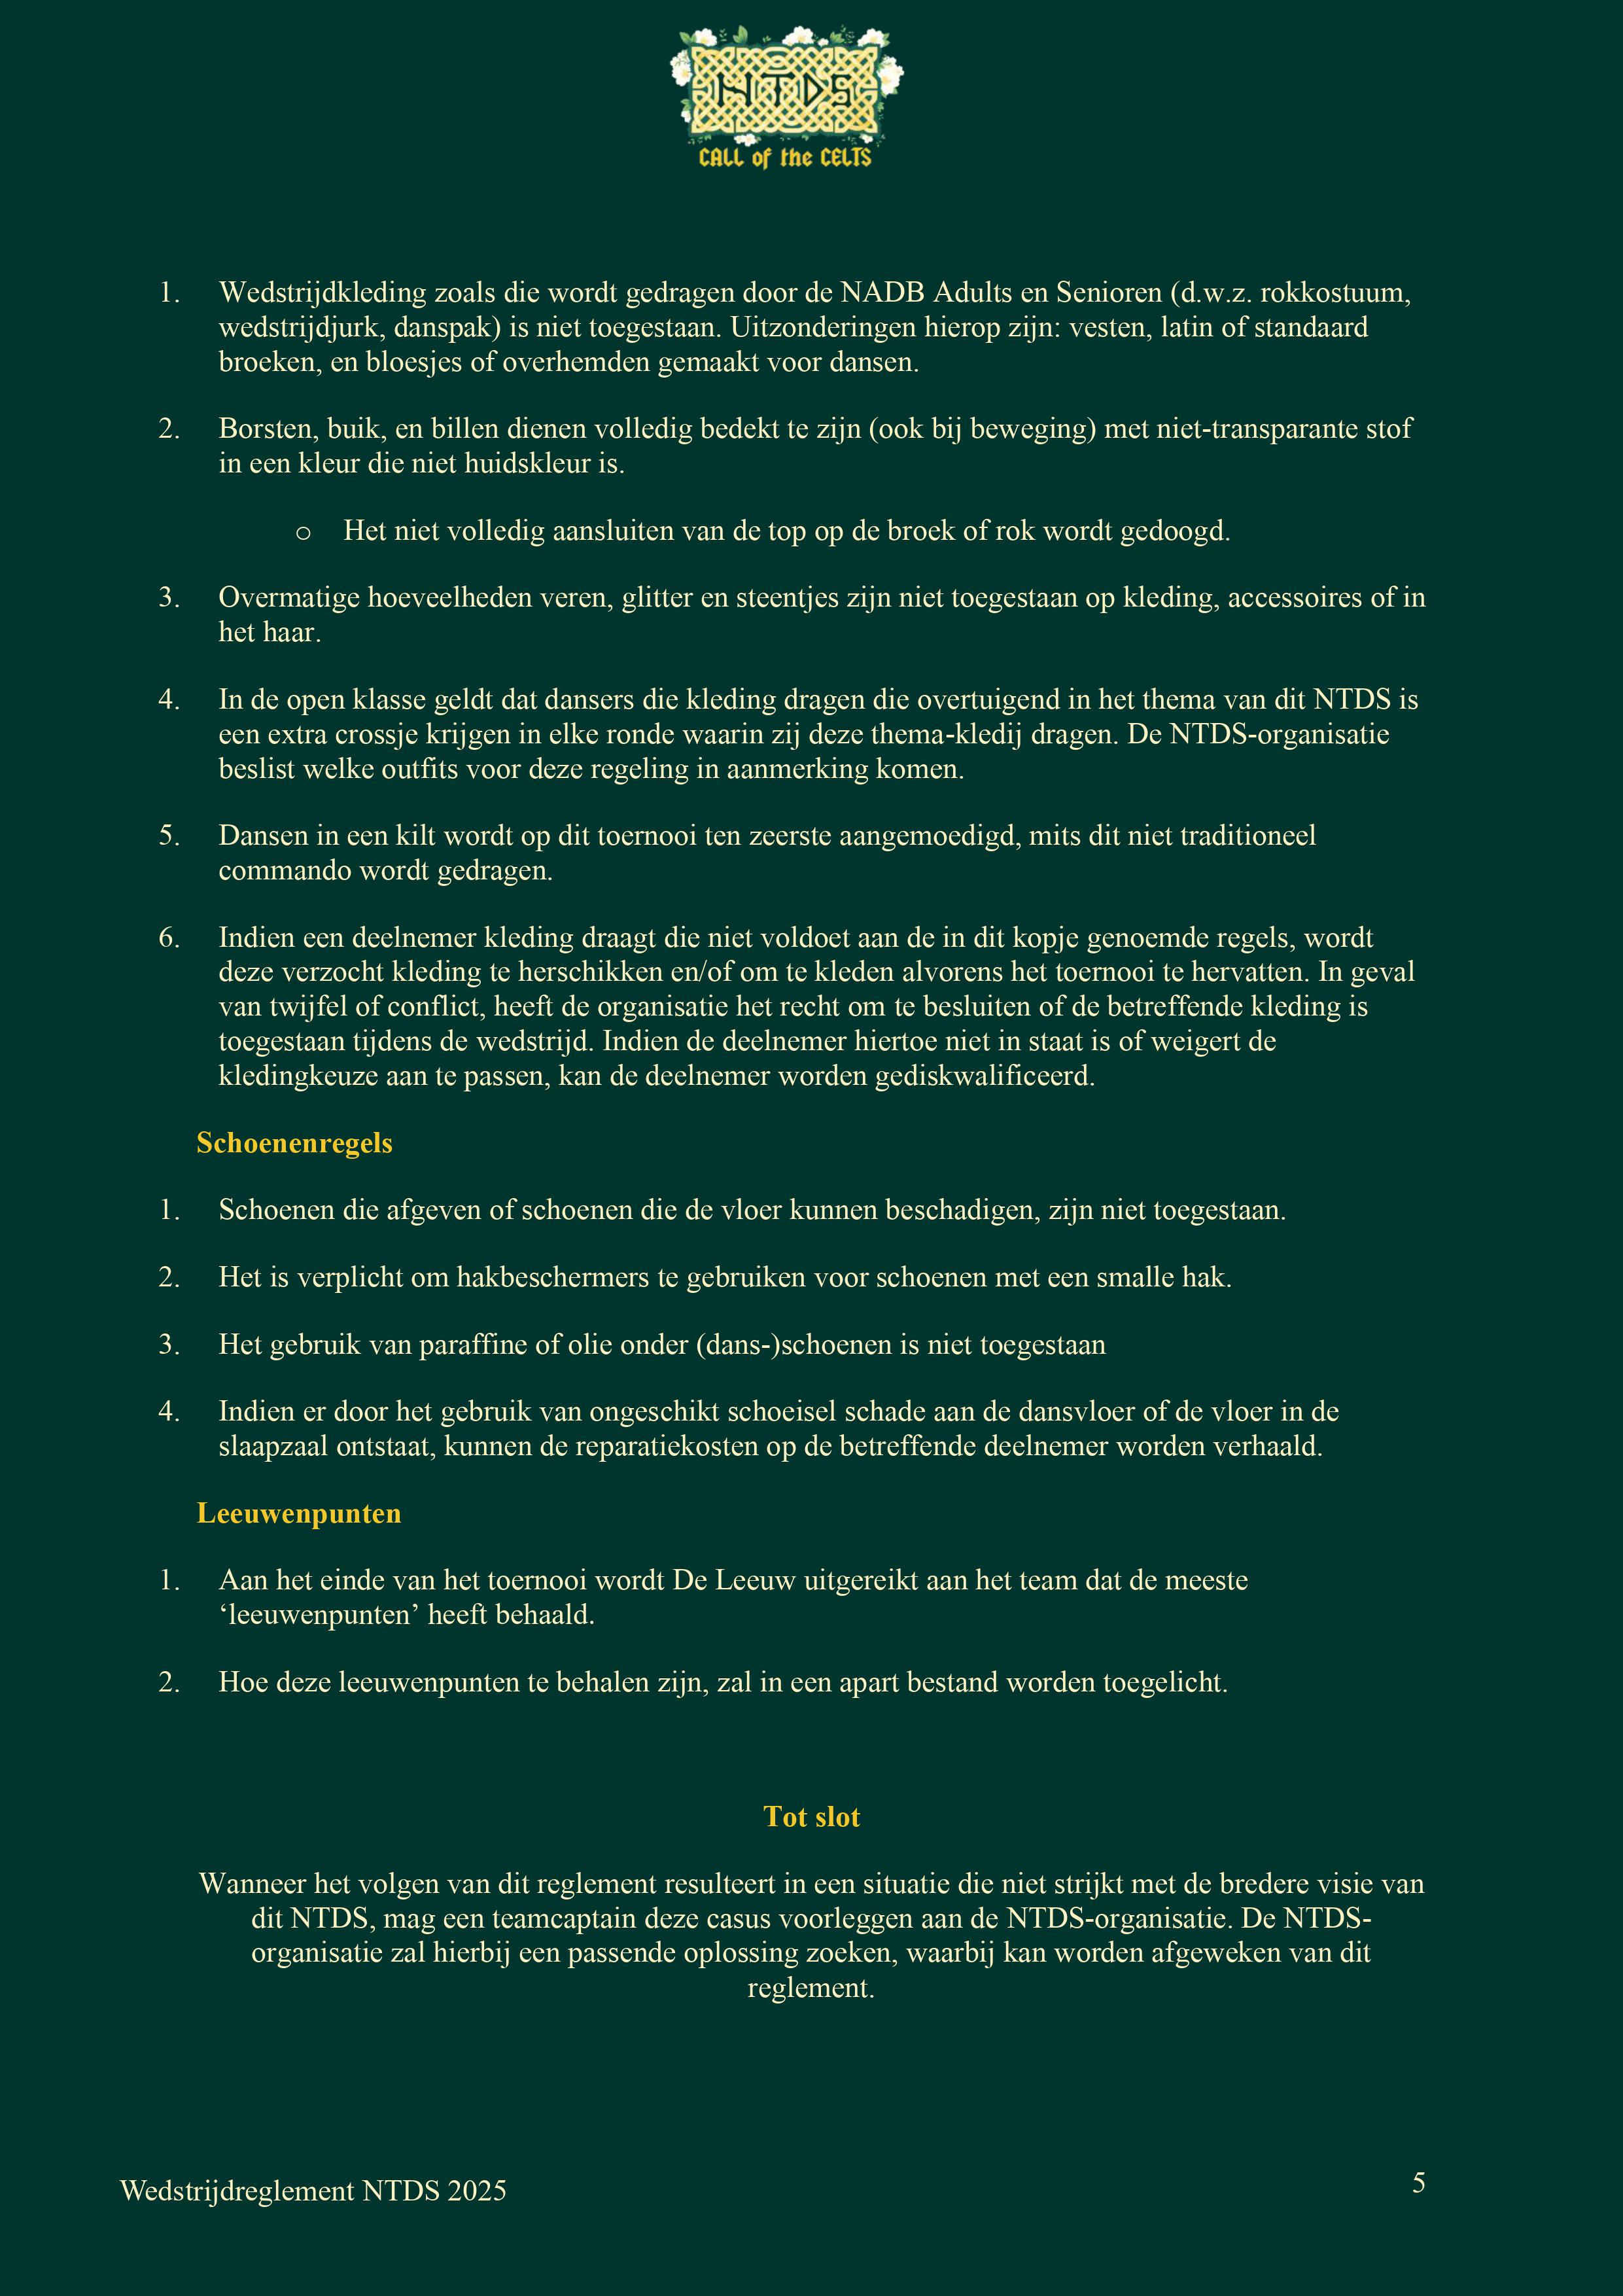 NTDS
CALL of the CELTS
1. Wedstrijdkleding zoals die wordt gedragen door de NADB Adults en Senioren (d.w.z. rokkostuum,
wedstrijdjurk, danspak) is niet toegestaan. Uitzonderingen hierop zijn: vesten, latin of standaard
broeken, en bloesjes of overhemden gemaakt voor dansen.
2. Borsten, buik, en billen dienen volledig bedekt te zijn (ook bij beweging) met niet-transparante stof
in een kleur die niet huidskleur is.
o Het niet volledig aansluiten van de top op de broek of rok wordt gedoogd.
3. Overmatige hoeveelheden veren, glitter en steentjes zijn niet toegestaan op kleding, accessoires of in
het haar.
4. In de open klasse geldt dat dansers die kleding dragen die overtuigend in het thema van dit NTDS is
een extra crossje krijgen in elke ronde waarin zij deze thema-kledij dragen. De NTDS-organisatie
beslist welke outfits voor deze regeling in aanmerking komen.
5. Dansen in een kilt wordt op dit toernooi ten zeerste aangemoedigd, mits dit niet traditioneel
commando wordt gedragen.
6. Indien een deelnemer kleding draagt die niet voldoet aan de in dit kopje genoemde regels, wordt
deze verzocht kleding te herschikken en/of om te kleden alvorens het toernooi te hervatten. In geval
van twijfel of conflict, heeft de organisatie het recht om te besluiten of de betreffende kleding is
toegestaan tijdens de wedstrijd. Indien de deelnemer hiertoe niet in staat is of weigert de
kledingkeuze aan te passen, kan de deelnemer worden gediskwalificeerd.
Schoenenregels
1. Schoenen die afgeven of schoenen die de vloer kunnen beschadigen, zijn niet toegestaan.
2. Het is verplicht om hakbeschermers te gebruiken voor schoenen met een smalle hak.
3. Het gebruik van paraffine of olie onder (dans-)schoenen is niet toegestaan
4. Indien er door het gebruik van ongeschikt schoeisel schade aan de dansvloer of de vloer in de
slaapzaal ontstaat, kunnen de reparatiekosten op de betreffende deelnemer worden verhaald.
Leeuwenpunten
1. Aan het einde van het toernooi wordt De Leeuw uitgereikt aan het team dat de meeste
‘leeuwenpunten’ heeft behaald.
2. Hoe deze leeuwenpunten te behalen zijn, zal in een apart bestand worden toegelicht.
Tot slot
Wanneer het volgen van dit reglement resulteert in een situatie die niet strijkt met de bredere visie van
dit NTDS, mag een teamcaptain deze casus voorleggen aan de NTDS-organisatie. De NTDS-
organisatie zal hierbij een passende oplossing zoeken, waarbij kan worden afgeweken van dit
reglement.
Wedstrijdreglement NTDS 2025
5